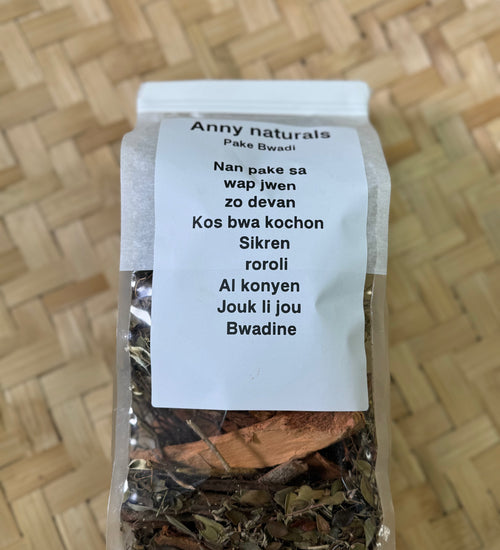 Anny naturals
Pake Bwadi
Nan pake sa
wap jwen
zo devan
Kos bwa kochon
Sikren
roroli
Al konyen
Jouk li jou
Bwadine